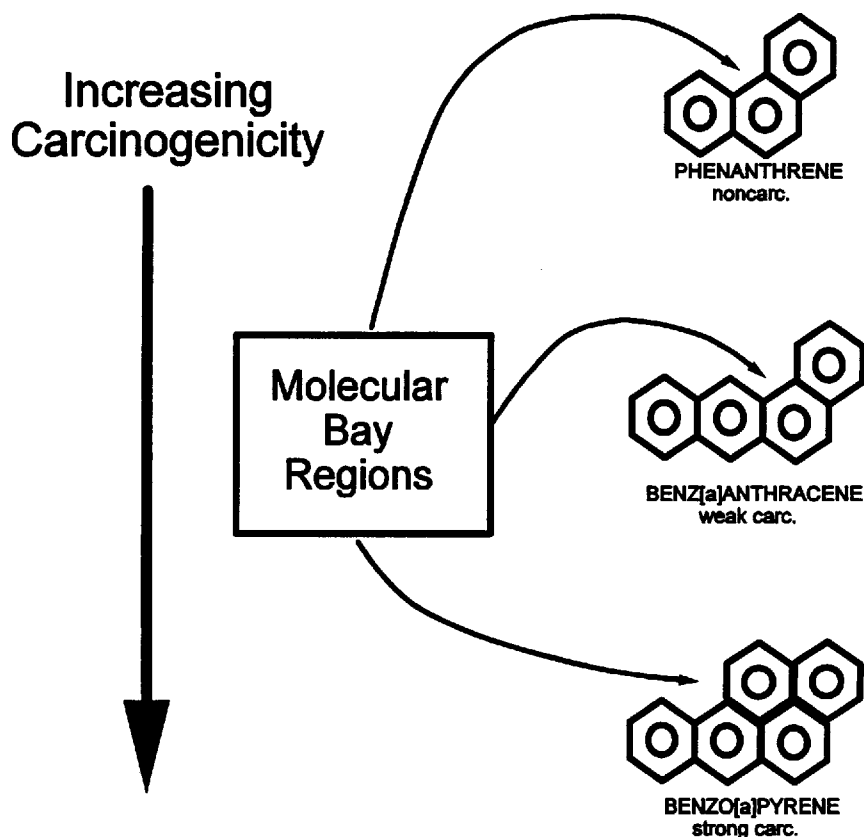 Increasing
Carcinogenicity
PHENANTHRENE
noncarc.
Molecular
Bay
Regions
BENZ[a]ANTHRACENE
weak carc.
BENZO[a]PYRENE
strong carc.